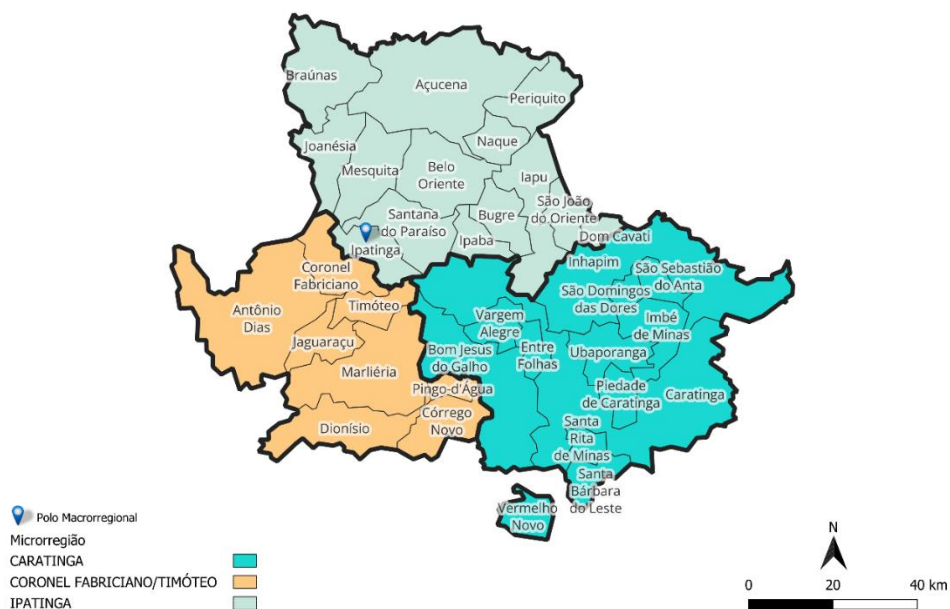 Braúnas
Açucena
Periquito
Joanésia
Naque
Mesquita
Belo
Oriente
Iapu
São João
do Oriente
Santana
do Paraíso
Bugre
Ipatinga
Ipaba
Dom Cavati
Inhapim
São Sebastião
do Anta
Coronel
Fabriciano
São Domingos
das Dores
Antônio
Dias
Timóteo
Vargem
Alegre
Imbé
de Minas
Jaguaraçu
Bom Jesus
do Galho
Entre
Folhas
Ubaporanga
Marliéria
Pingo-d'Água
Piedade
de Caratinga
Caratinga
Dionísio
Córrego
Novo
Santa
Rita
de Minas
Santa
Bárbara
do Leste
Vermelho
Novo
Polo Macrorregional
Microrregião
CARATINGA
CORONEL FABRICIANO/TIMÓTEO
IPATINGA
N
0 20 40 km